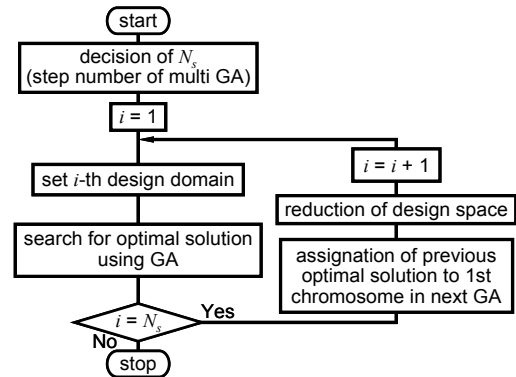 start
decision of Nₛ
(step number of multi GA)
i = 1
set i-th design domain
search for optimal solution
using GA
i = Nₛ
Yes
No
stop
assignation of previous
optimal solution to 1st
chromosome in next GA
reduction of design space
i = i + 1